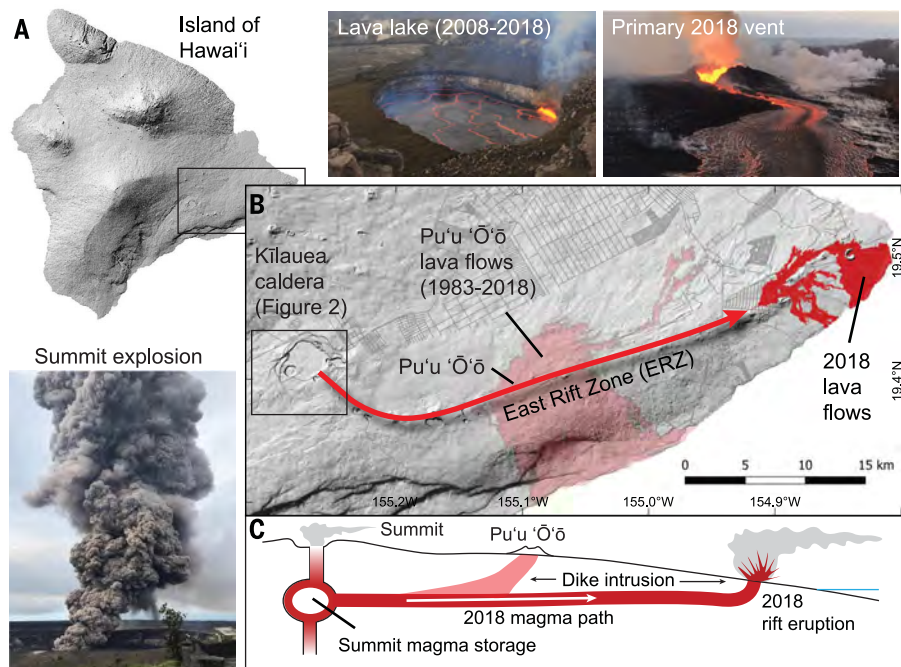 A
Island of
Hawai‘i
Lava lake (2008-2018)
Primary 2018 vent
B
Kīlauea
caldera
(Figure 2)
Pu‘u ‘Ō‘ō
lava flows
(1983-2018)
Pu‘u ‘Ō‘ō
East Rift Zone (ERZ)
2018
lava
flows
19.5°N
19.4°N
0 5 10 15 km
155.2°W 155.1°W 155.0°W 154.9°W
Summit explosion
C
Summit
Pu‘u ‘Ō‘ō
Dike intrusion
2018 magma path
2018
rift eruption
Summit magma storage